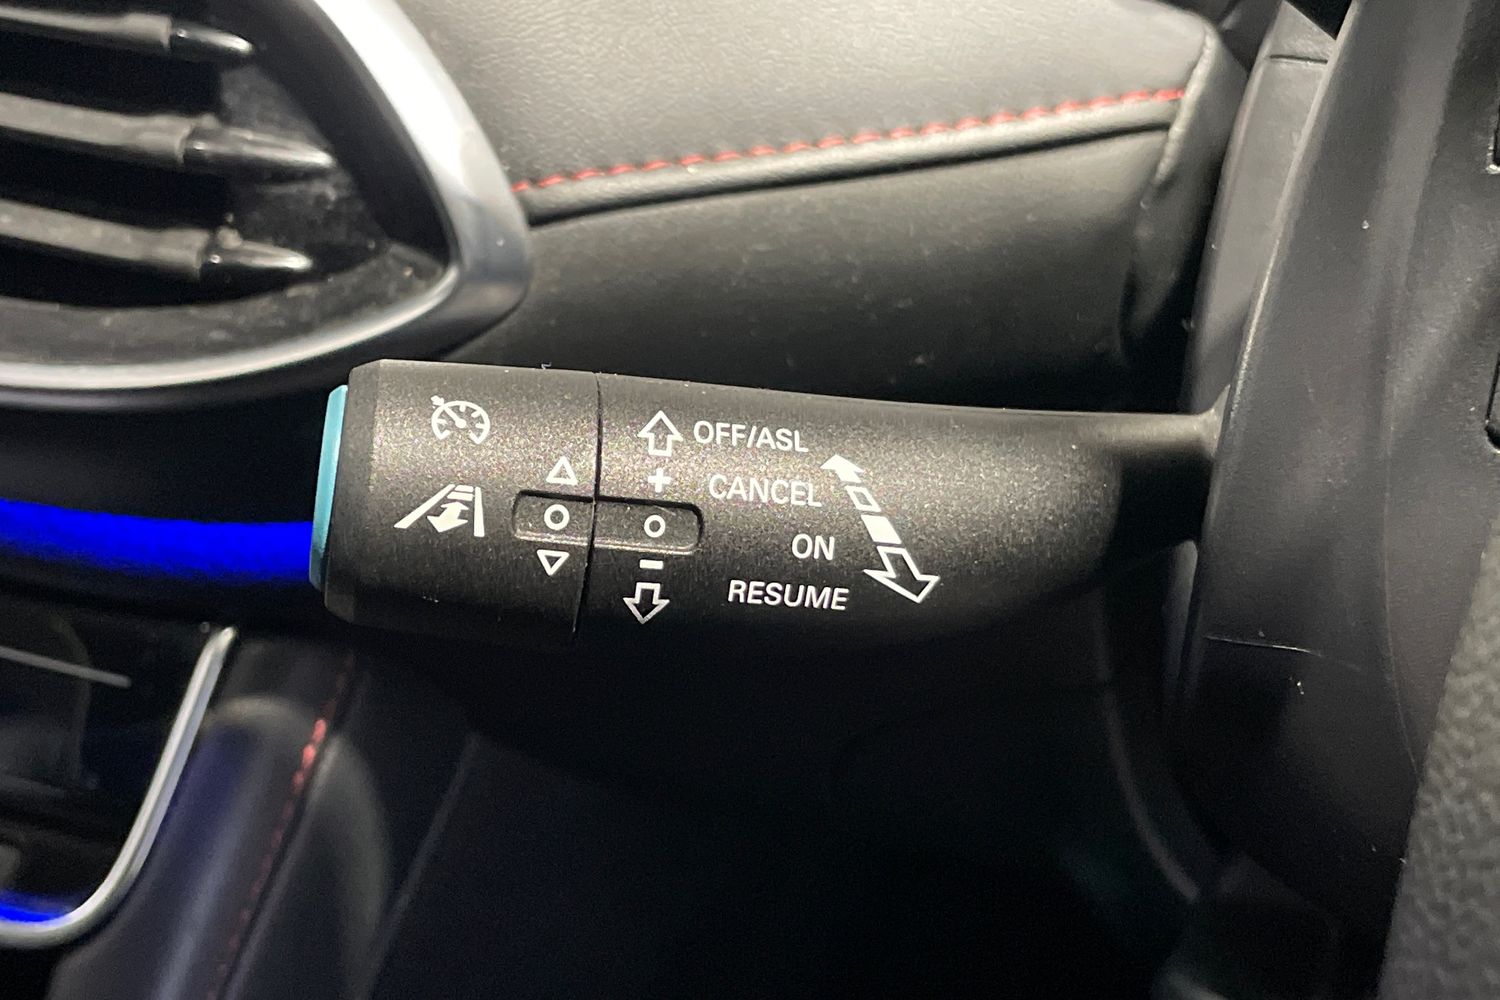 OFF/ASL
+
CANCEL
ON
-
RESUME